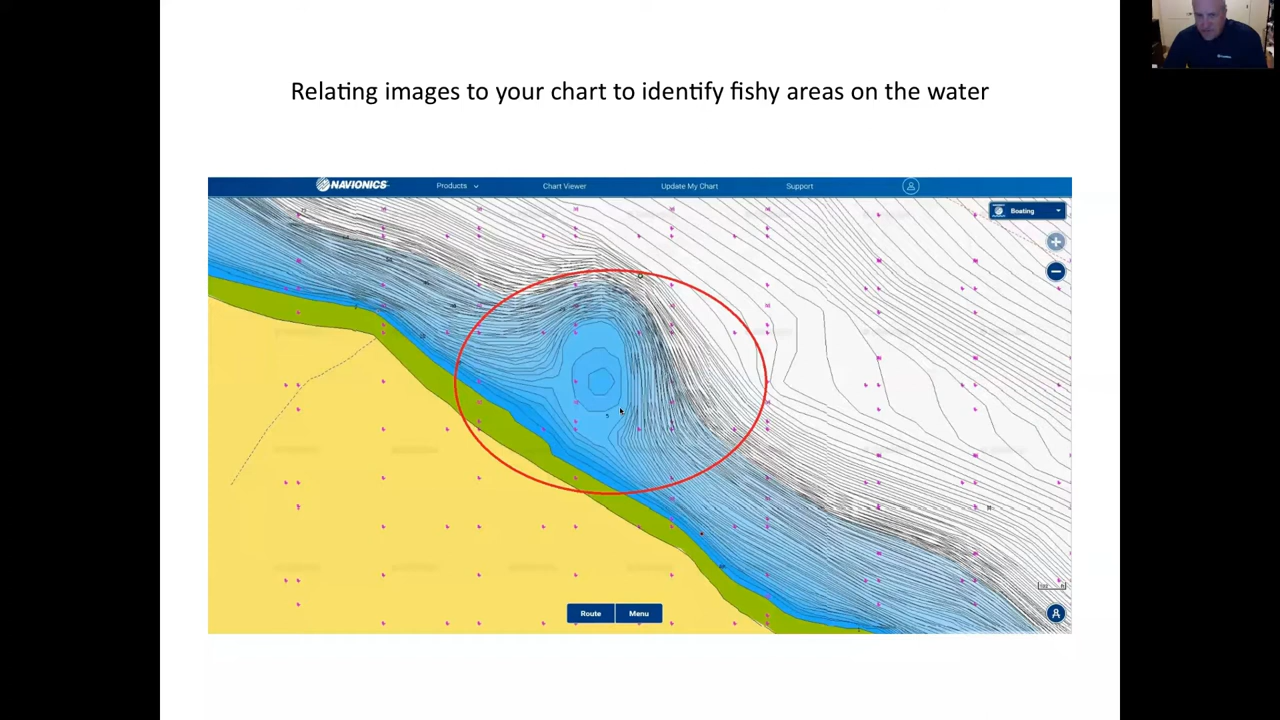 Relating images to your chart to identify fishy areas on the water
NAVIONICS
Products
Chart Viewer
Update My Chart
Support
Boating
5
Route
Menu